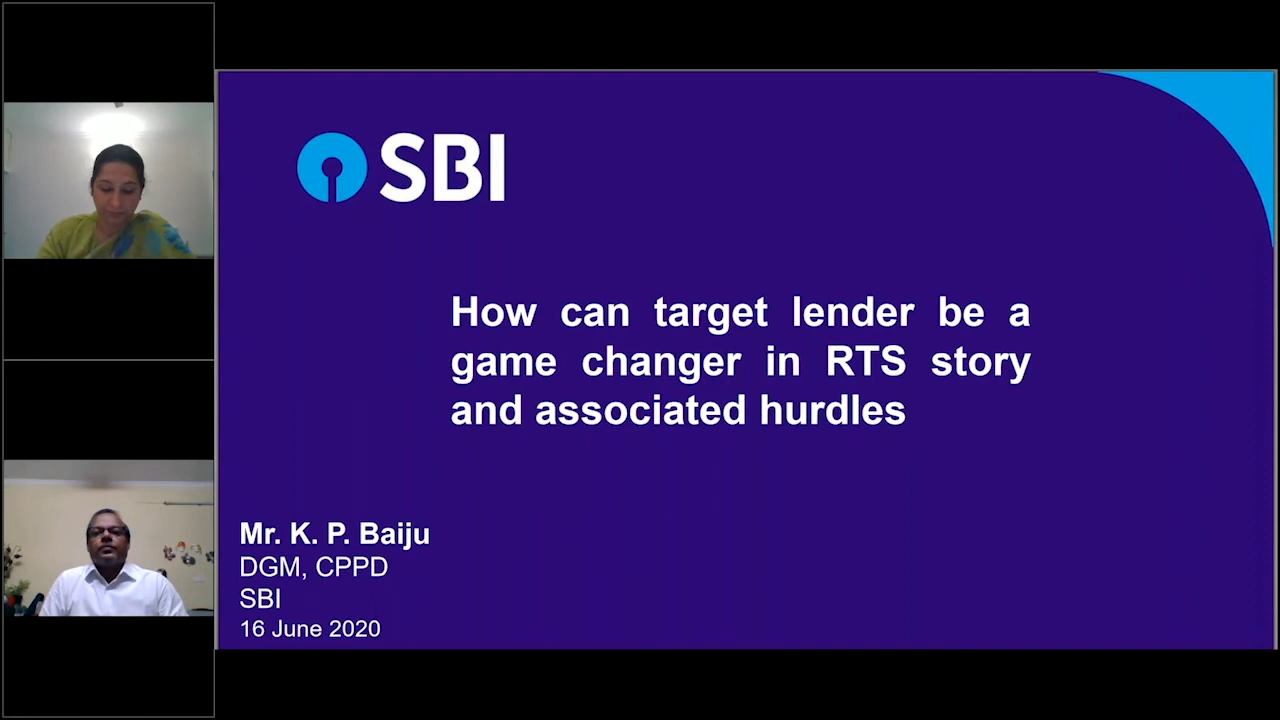 SBI
How can target lender be a
game changer in RTS story
and associated hurdles
Mr. K. P. Baiju
DGM, CPPD
SBI
16 June 2020